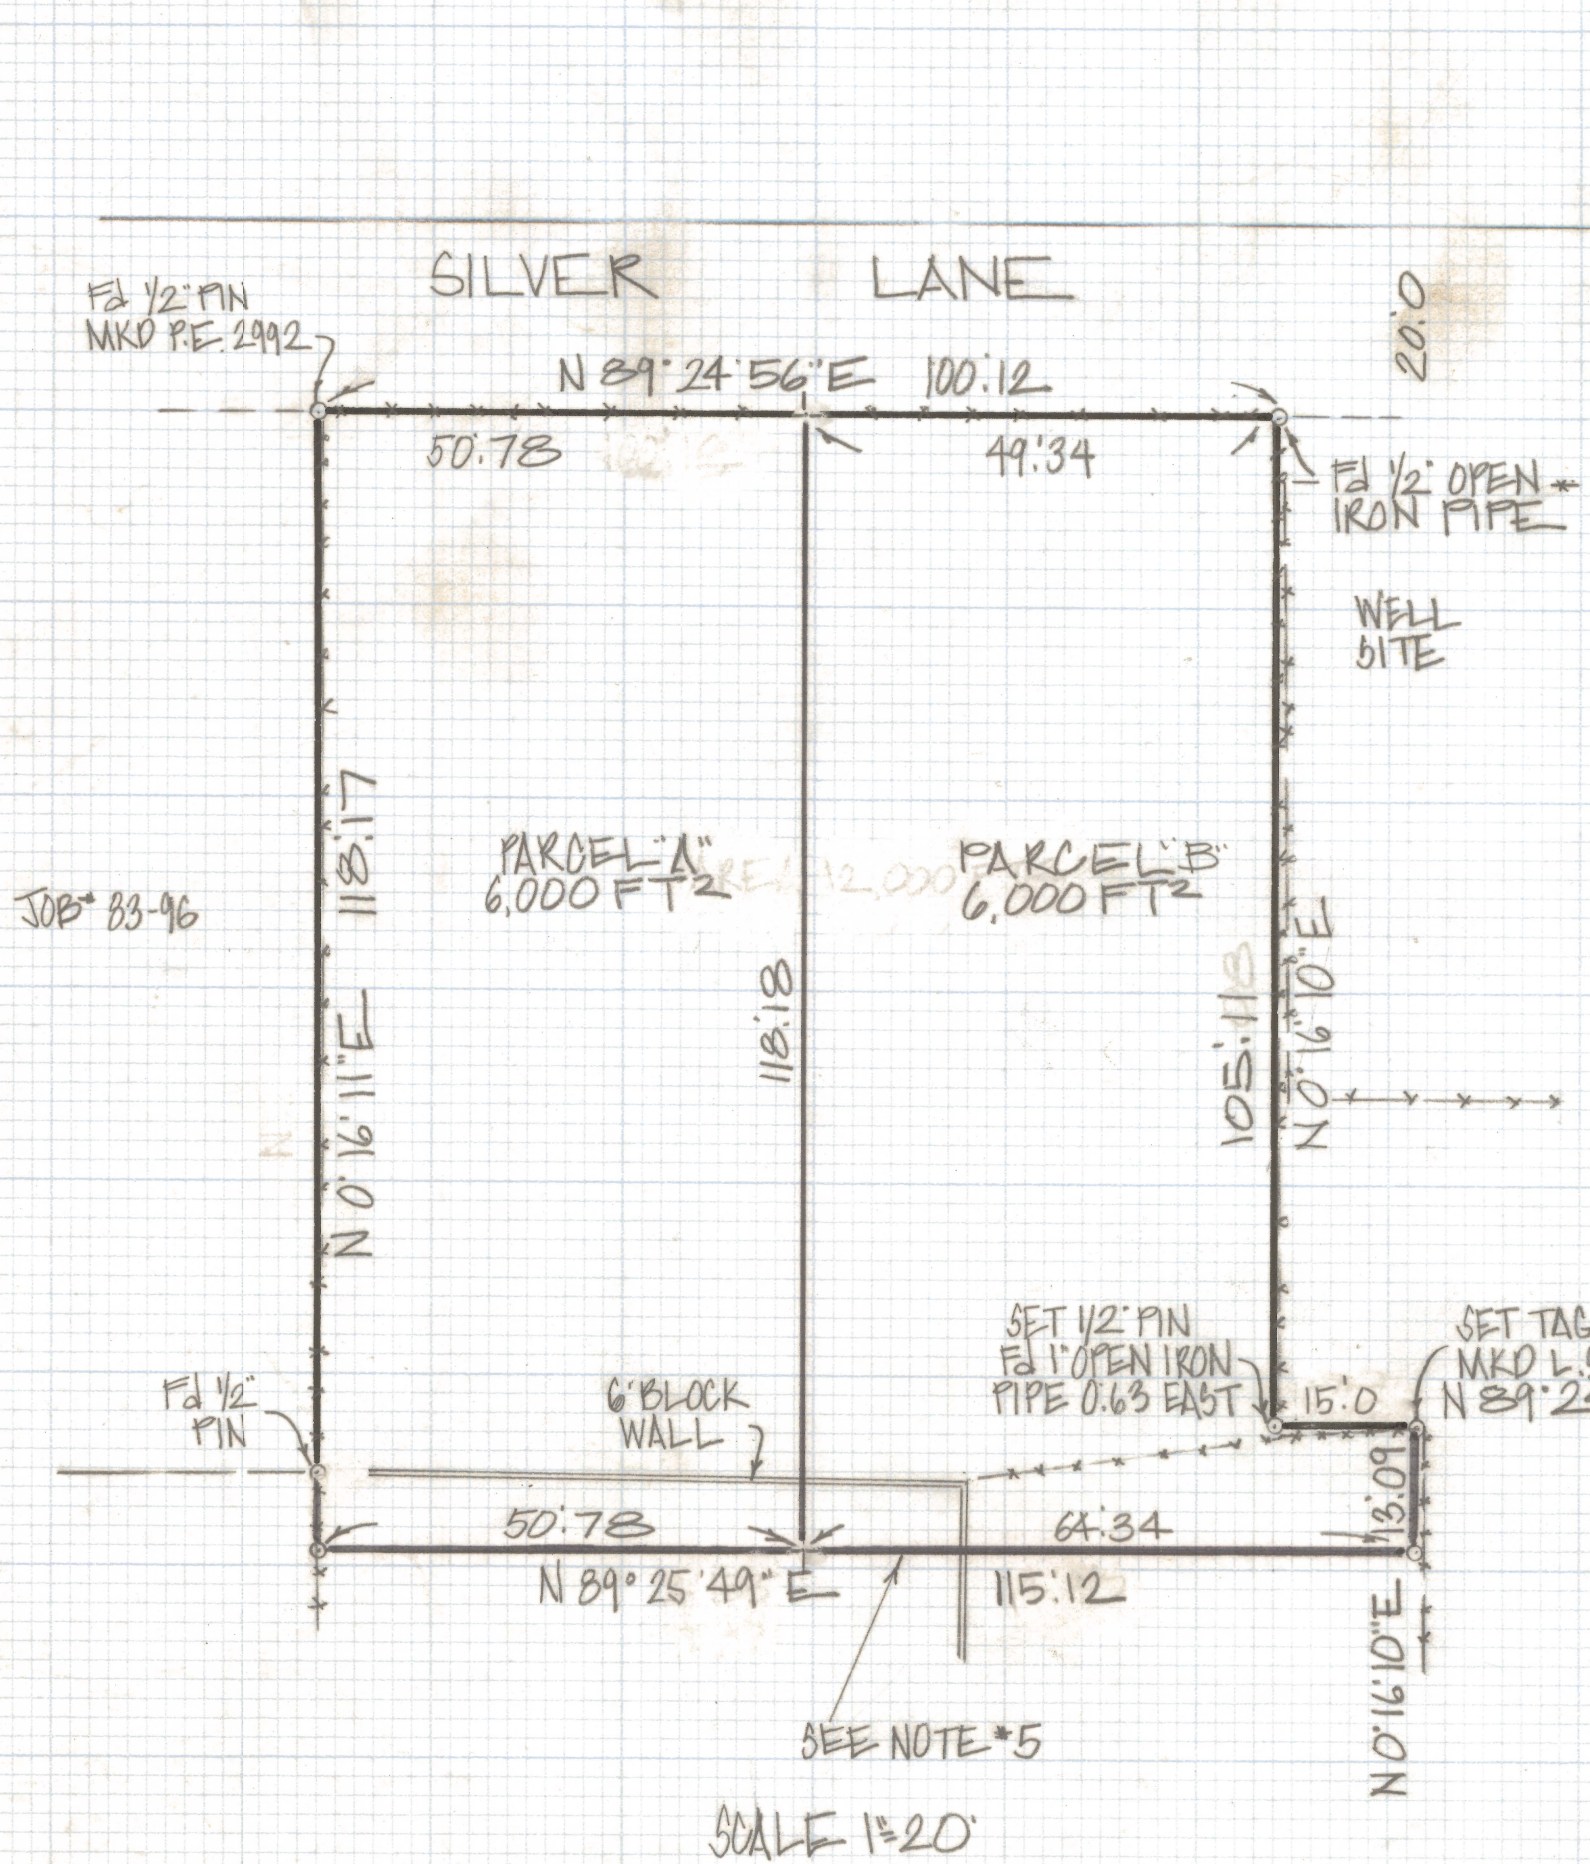 SILVER LANE
20.0
Fd 1/2" PIN
MKD P.E. 2992
N 89° 24' 56" E 100.12
50.78
49.34
Fd 1/2" OPEN *
IRON PIPE
WELL
SITE
118.17
N 0° 16' 11" E
PARCEL "A"
6,000 FT²
PARCEL "B"
6,000 FT²
JOB# 83-96
118.18
105.11
N 0° 16' 10" E
SET 1/2" PIN
Fd 1" OPEN IRON
PIPE 0.63 EAST
SET TAG
MKD L.S
N 89° 2
15.0
13.09
Fd 1/2"
PIN
6' BLOCK
WALL
50.78
64.34
N 89° 25' 49" E
115.12
N 0° 16' 10" E
SEE NOTE #5
SCALE 1"=20'